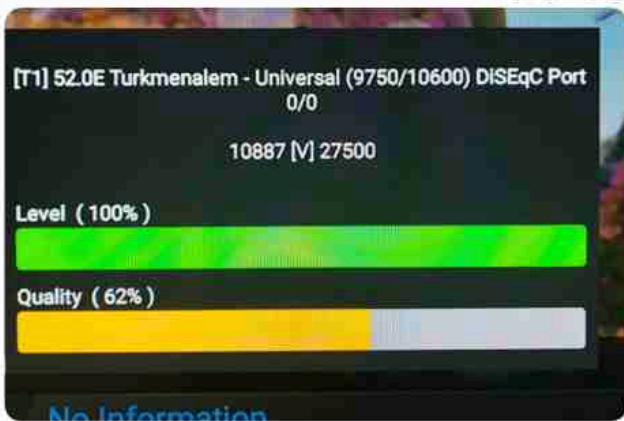 [T1] 52.0E Turkmenalem - Universal (9750/10600) DiSEqC Port
0/0
10887 [V] 27500
Level ( 100% )
Quality ( 62% )
No Information